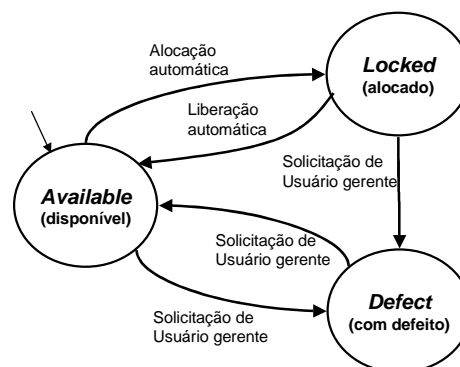 Alocação
automática
Locked
(alocado)
Liberação
automática
Solicitação de
Usuário gerente
Available
(disponível)
Solicitação de
Usuário gerente
Solicitação de
Usuário gerente
Defect
(com defeito)